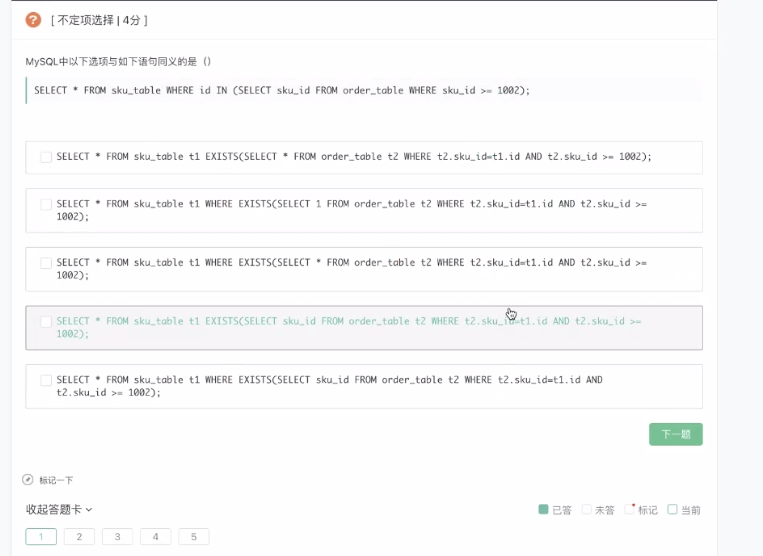 ?
[ 不定项选择 | 4分 ]
MySQL中以下选项与如下语句同义的是（）
SELECT * FROM sku_table WHERE id IN (SELECT sku_id FROM order_table WHERE sku_id >= 1002);
SELECT * FROM sku_table t1 EXISTS(SELECT * FROM order_table t2 WHERE t2.sku_id=t1.id AND t2.sku_id >= 1002);
SELECT * FROM sku_table t1 WHERE EXISTS(SELECT 1 FROM order_table t2 WHERE t2.sku_id=t1.id AND t2.sku_id >=
1002);
SELECT * FROM sku_table t1 WHERE EXISTS(SELECT * FROM order_table t2 WHERE t2.sku_id=t1.id AND t2.sku_id >=
1002);
SELECT * FROM sku_table t1 EXISTS(SELECT sku_id FROM order_table t2 WHERE t2.sku_id=t1.id AND t2.sku_id >=
1002);
SELECT * FROM sku_table t1 WHERE EXISTS(SELECT sku_id FROM order_table t2 WHERE t2.sku_id=t1.id AND
t2.sku_id >= 1002);
下一题
标记一下
收起答题卡
已答 未答 标记 当前
1 2 3 4 5